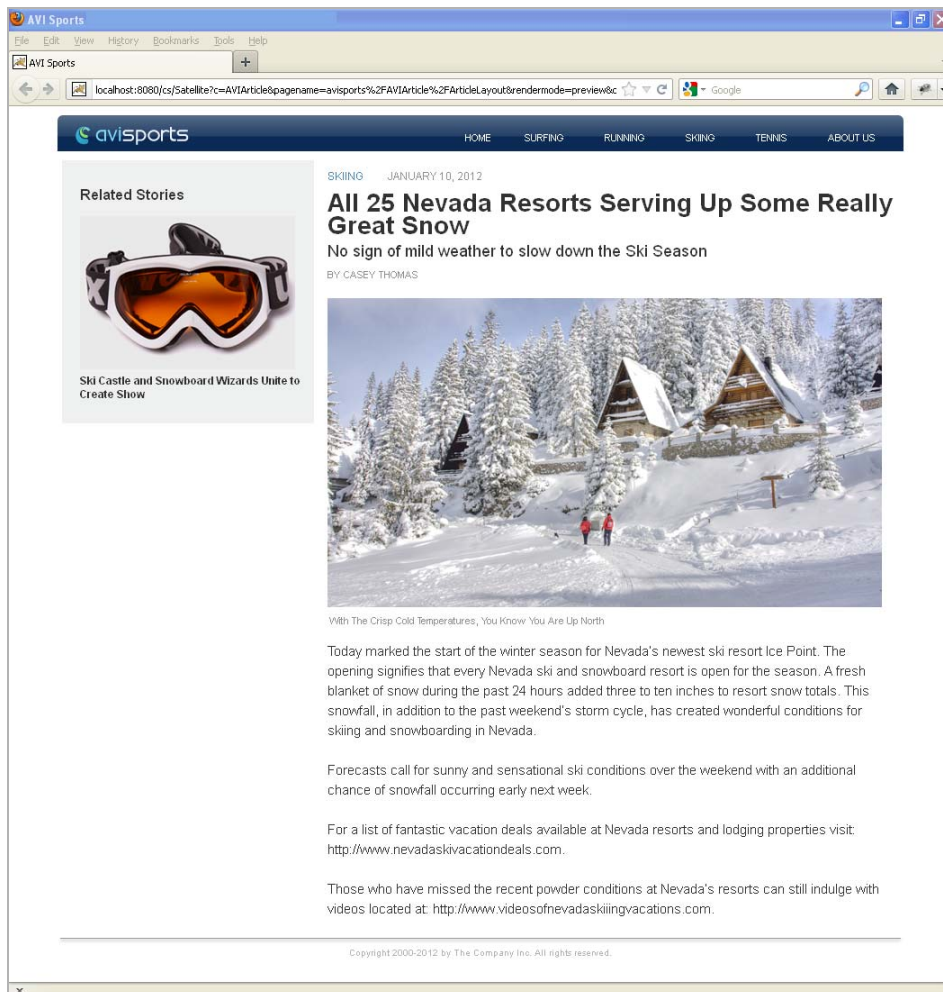 AVI Sports
File Edit View History Bookmarks Tools Help
AVI Sports
localhost:8080/cs/Satellite?c=AVIArticle&pagename=avisports%2FAVIArticle%2FArticleLayout&rendermode=preview&c
Google
avisports
HOME SURFING RUNNING SKIING TENNIS ABOUT US
Related Stories
Ski Castle and Snowboard Wizards Unite to
Create Show
SKIING JANUARY 10, 2012
All 25 Nevada Resorts Serving Up Some Really
Great Snow
No sign of mild weather to slow down the Ski Season
BY CASEY THOMAS
With The Crisp Cold Temperatures, You Know You Are Up North
Today marked the start of the winter season for Nevada's newest ski resort Ice Point. The
opening signifies that every Nevada ski and snowboard resort is open for the season. A fresh
blanket of snow during the past 24 hours added three to ten inches to resort snow totals. This
snowfall, in addition to the past weekend's storm cycle, has created wonderful conditions for
skiing and snowboarding in Nevada.
Forecasts call for sunny and sensational ski conditions over the weekend with an additional
chance of snowfall occurring early next week.
For a list of fantastic vacation deals available at Nevada resorts and lodging properties visit:
http://www.nevadaskivacationdeals.com.
Those who have missed the recent powder conditions at Nevada's resorts can still indulge with
videos located at: http://www.videosofnevadaskiiingvacations.com.
Copyright 2000-2012 by The Company Inc. All rights reserved.